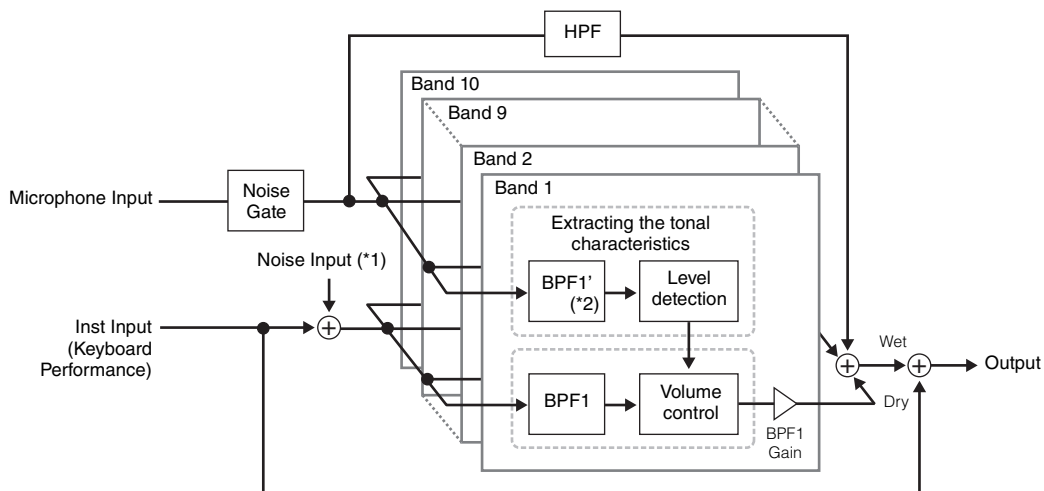 HPF
Band 10
Band 9
Band 2
Band 1
Microphone Input
Noise
Gate
Extracting the tonal
characteristics
Noise Input (*1)
BPF1’
(*2)
Level
detection
Inst Input
(Keyboard
Performance)
Wet
Output
BPF1
Volume
control
Dry
BPF1
Gain